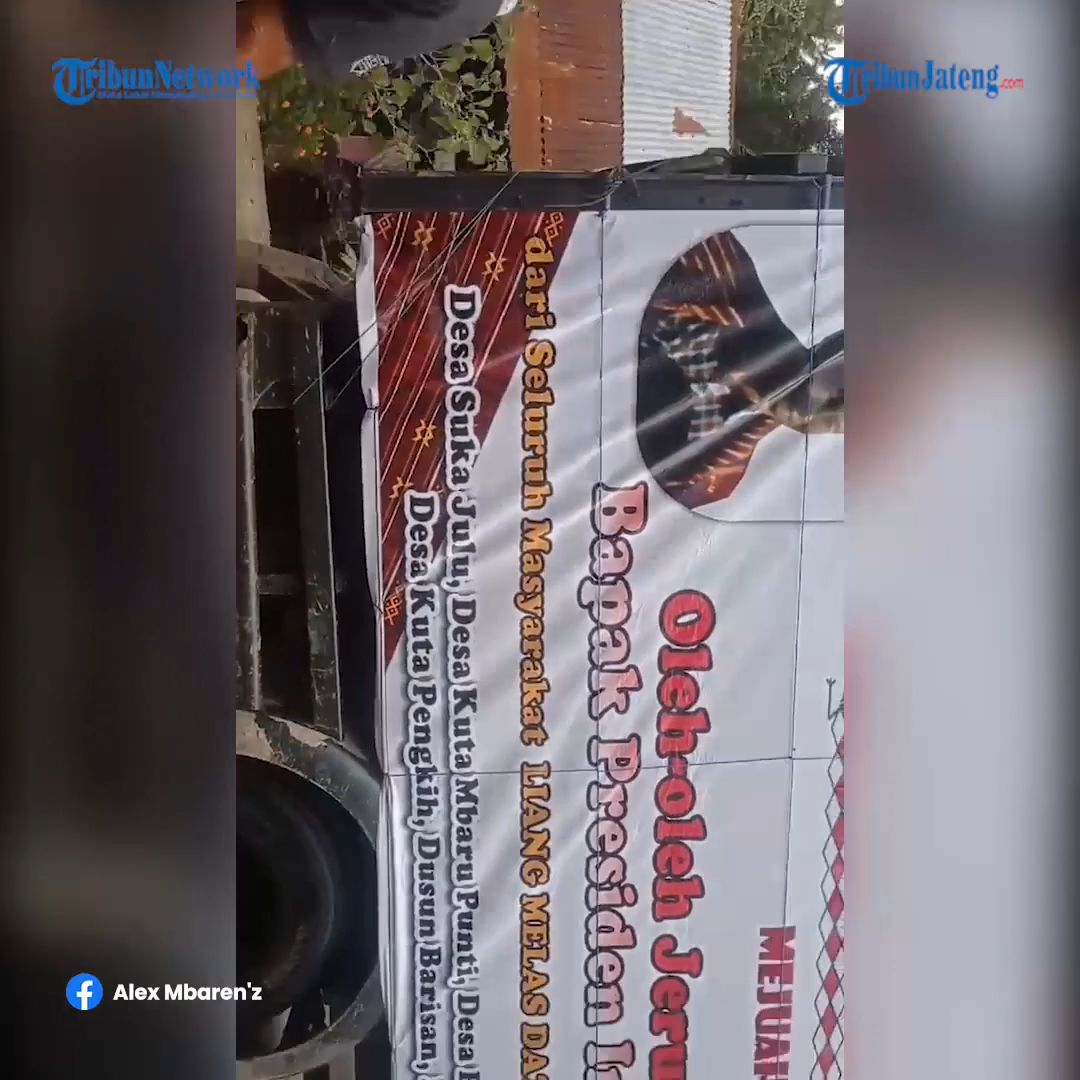 TribunNetwork
TribunJateng.com
MEJUAH
Oleh-oleh Jeru
Bapak Presiden I
dari Seluruh Masyarakat LIANG MELAS DA
Desa Suka Julu, Desa Kuta Mbaru Punti, Desa
Desa Kuta Pengkih, Dusun Barisan,
Alex Mbaren'z